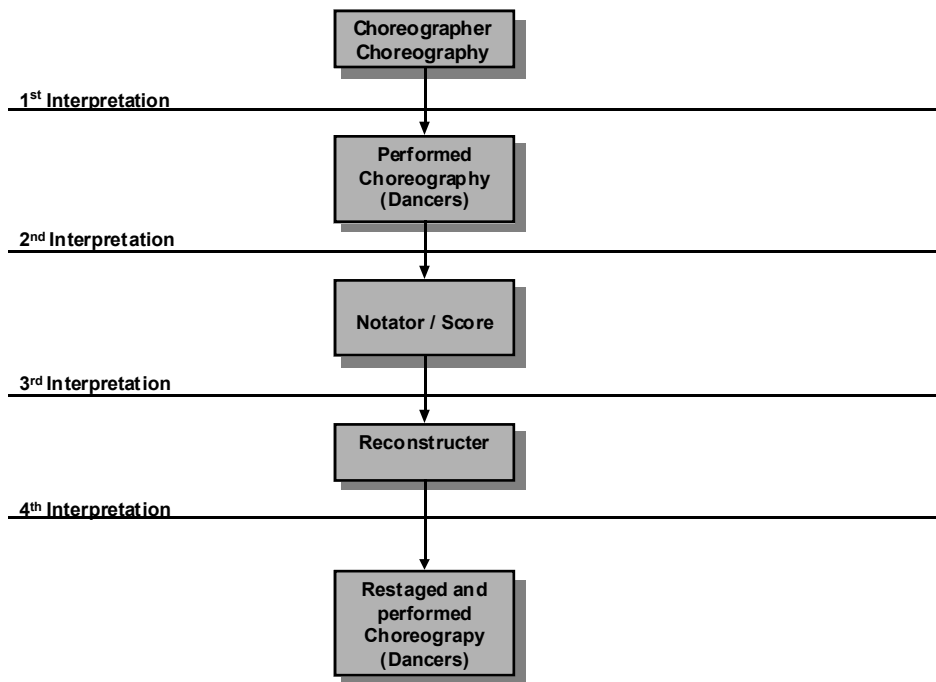 Choreographer
Choreography
1st Interpretation
Performed
Choreography
(Dancers)
2nd Interpretation
Notator / Score
3rd Interpretation
Reconstructer
4th Interpretation
Restaged and
performed
Choreograpy
(Dancers)